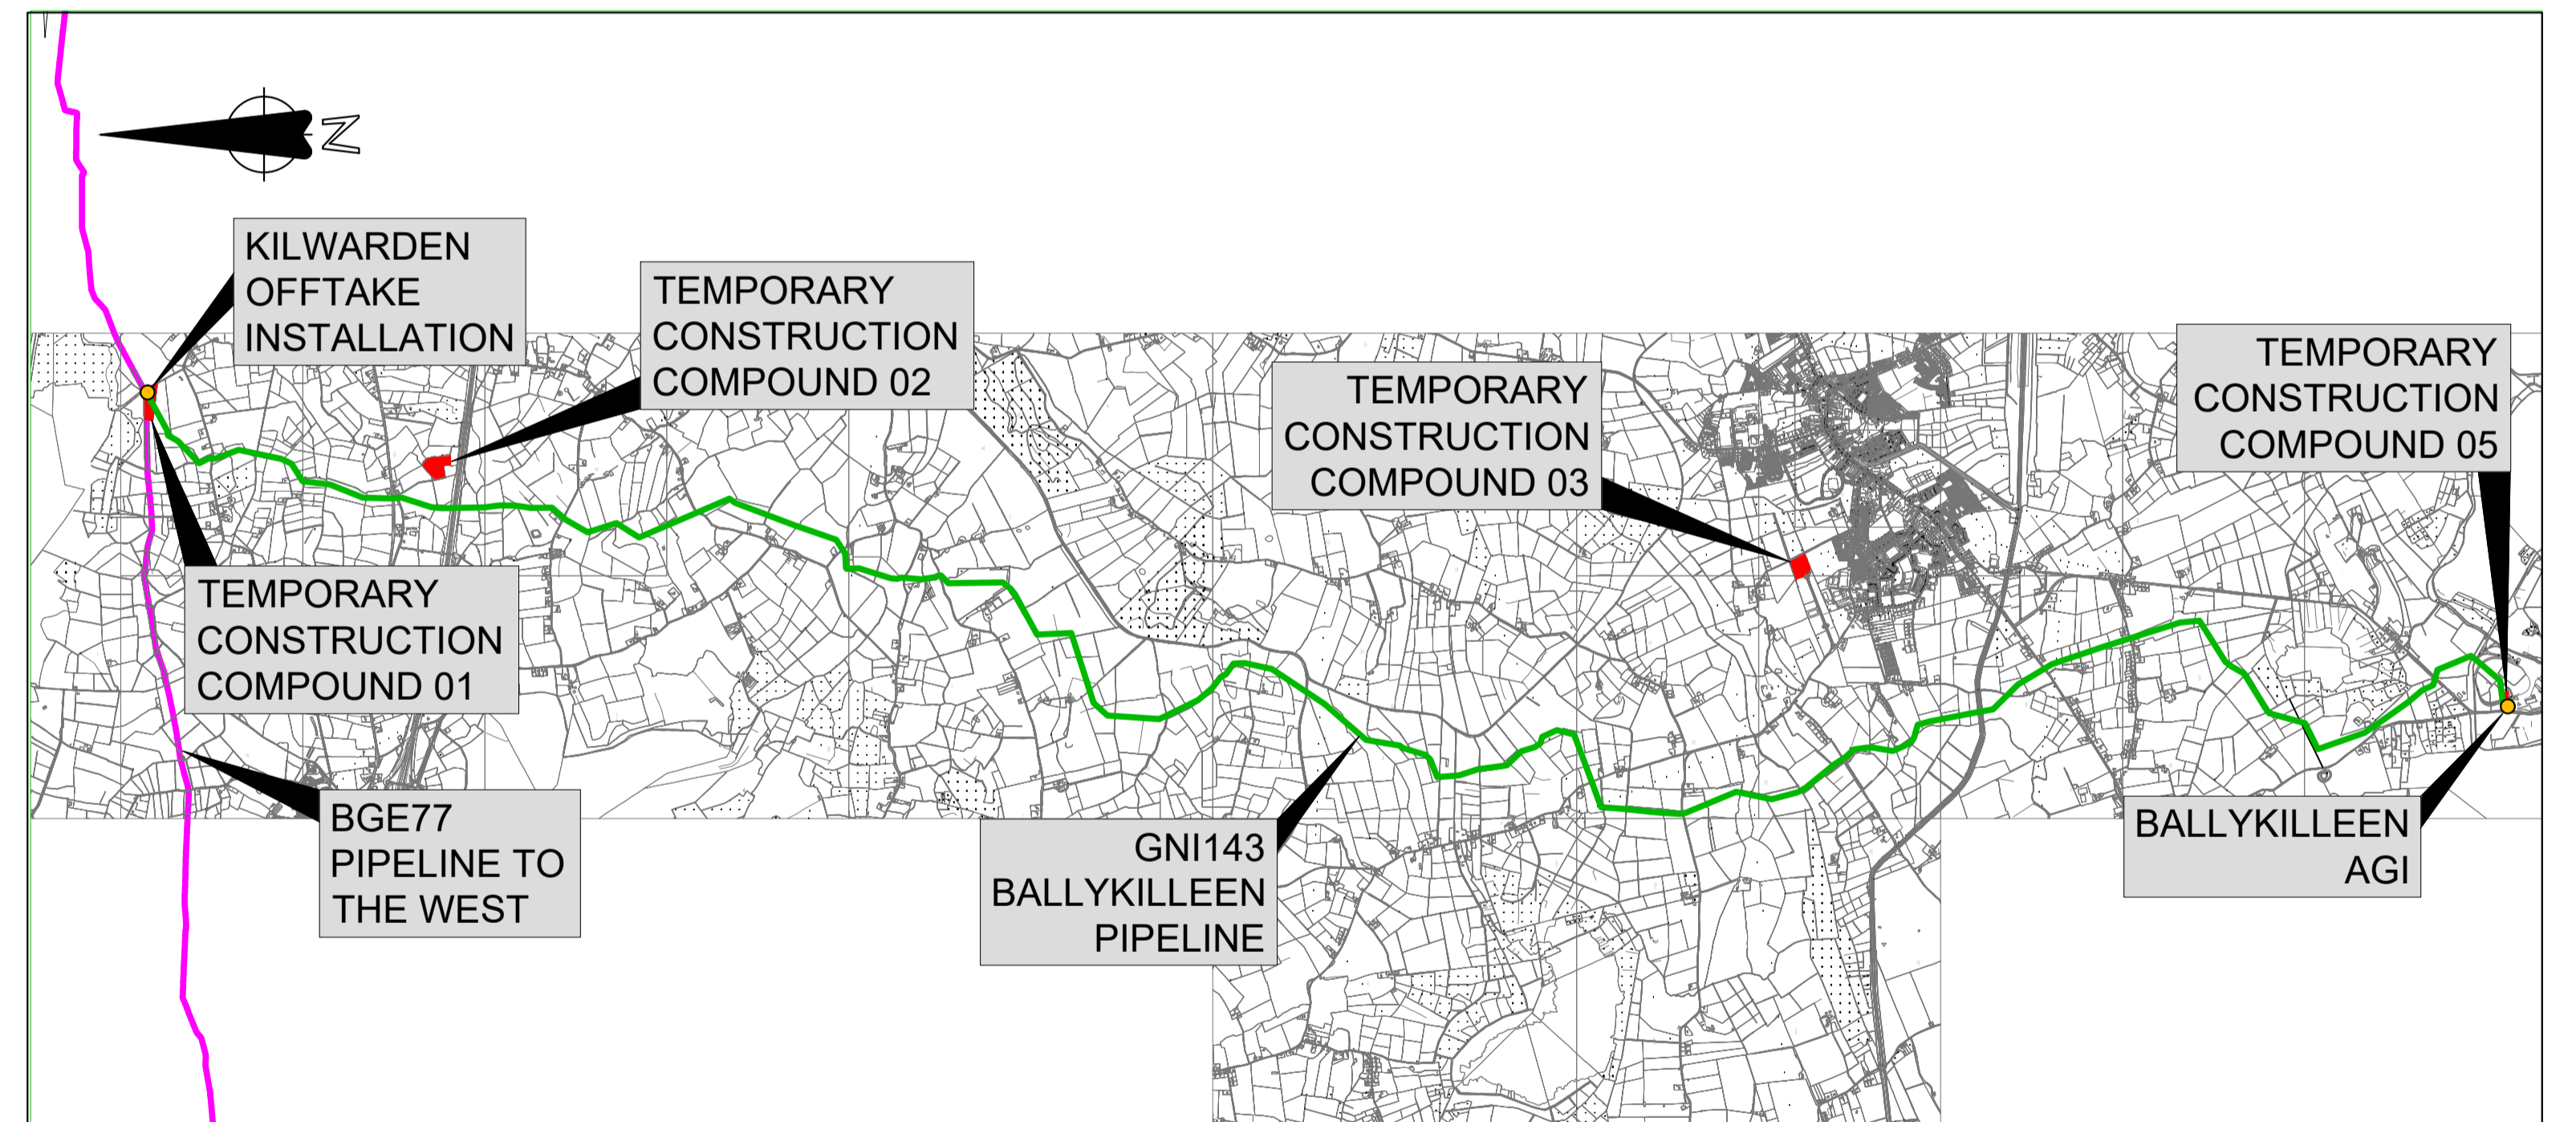 N
KILWARDEN
OFFTAKE
INSTALLATION
TEMPORARY
CONSTRUCTION
COMPOUND 02
TEMPORARY
CONSTRUCTION
COMPOUND 03
TEMPORARY
CONSTRUCTION
COMPOUND 05
TEMPORARY
CONSTRUCTION
COMPOUND 01
BGE77
PIPELINE TO
THE WEST
GNI143
BALLYKILLEEN
PIPELINE
BALLYKILLEEN
AGI